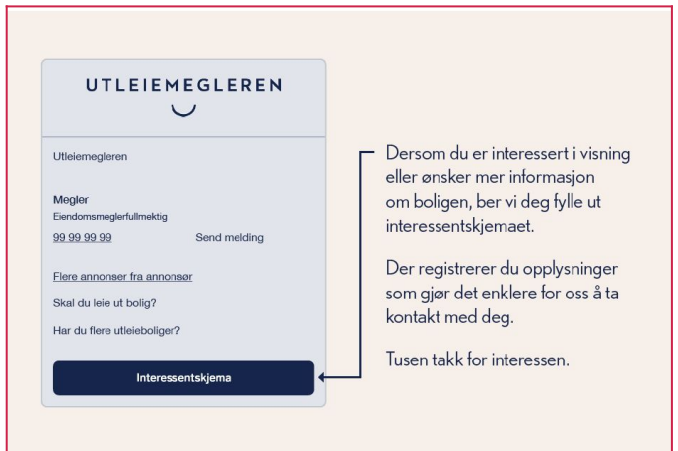 UTLEIEMEGLEREN
Utleiemegleren
Megler
Eiendomsmeglerfullmektig
99 99 99 99 Send melding
Flere annonser fra annonsør
Skal du leie ut bolig?
Har du flere utleieboliger?
Interessentskjema
Dersom du er interessert i visning
eller ønsker mer informasjon
om boligen, ber vi deg fylle ut
interessentskjemaet.
Der registrerer du opplysninger
som gjør det enklere for oss å ta
kontakt med deg.
Tusen takk for interessen.